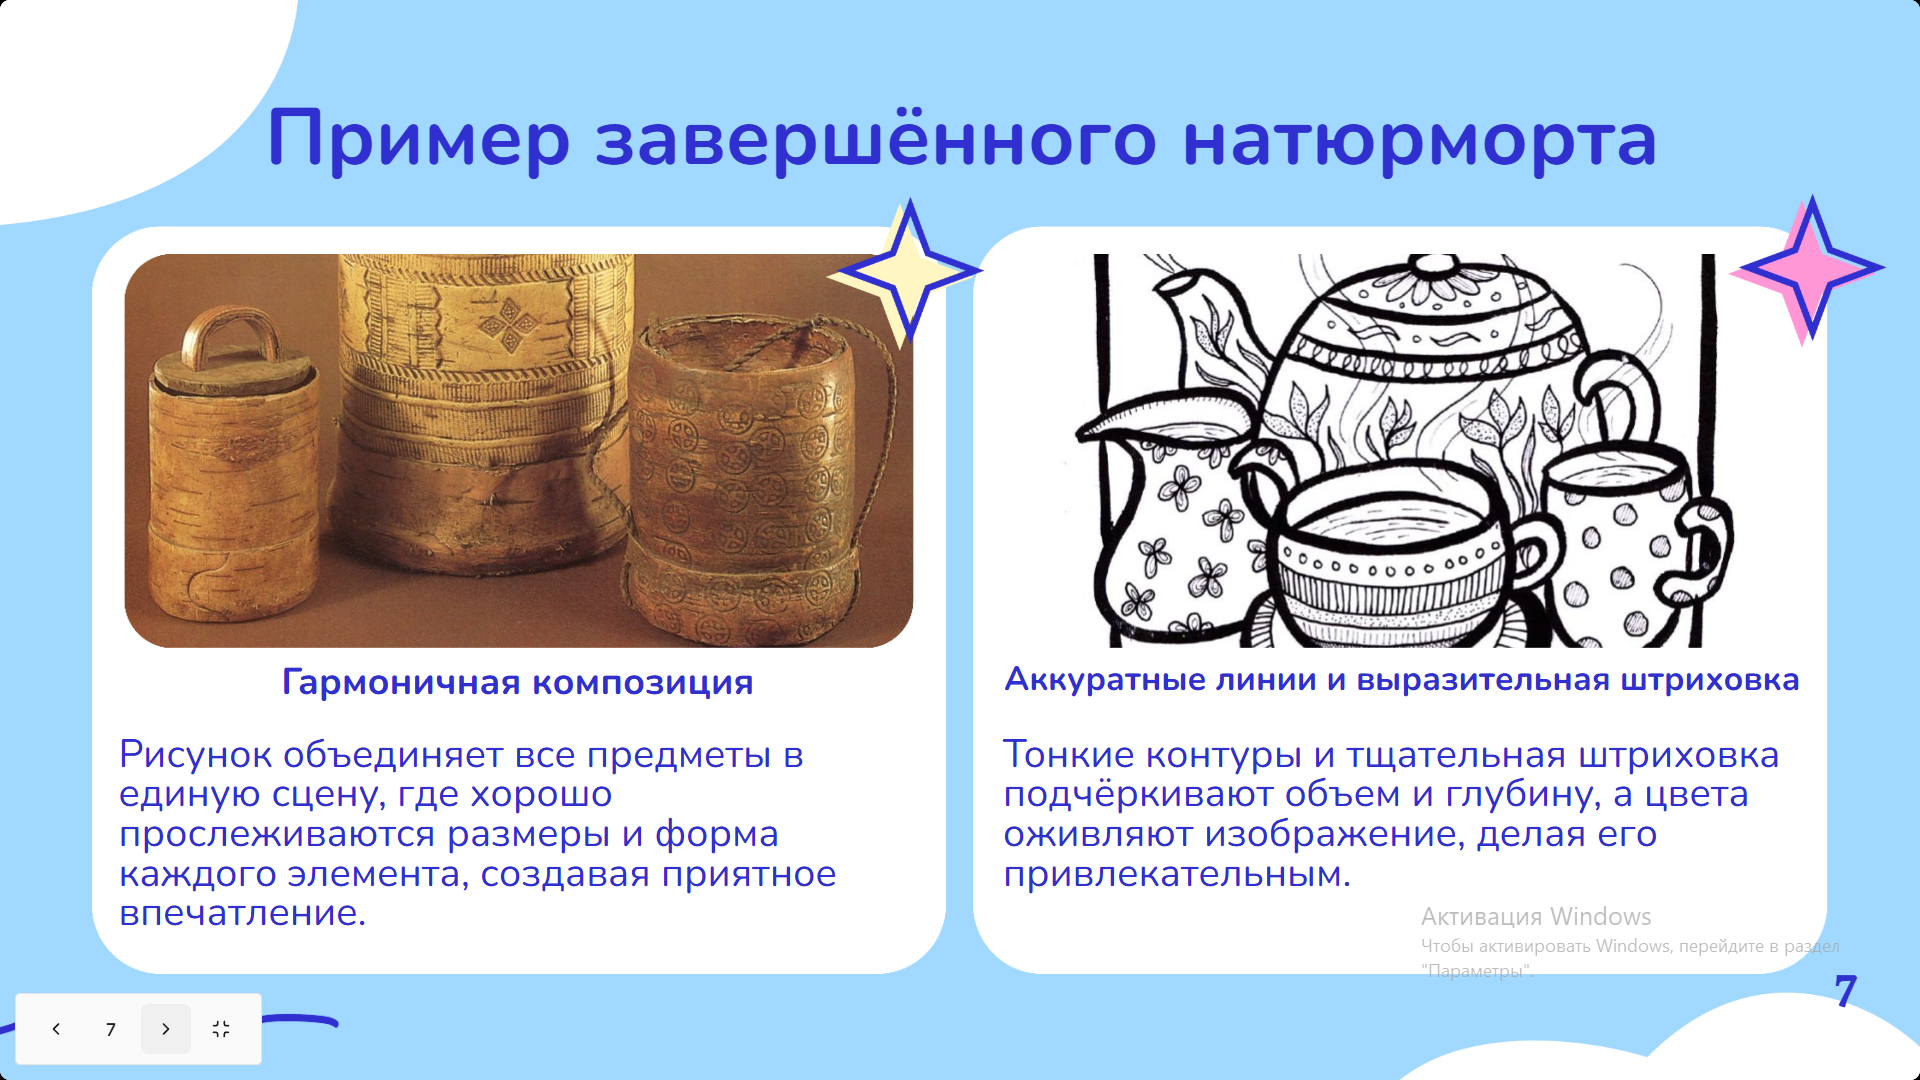 Пример завершённого натюрморта
Гармоничная композиция
Рисунок объединяет все предметы в
единую сцену, где хорошо
прослеживаются размеры и форма
каждого элемента, создавая приятное
впечатление.
Аккуратные линии и выразительная штриховка
Тонкие контуры и тщательная штриховка
подчёркивают объем и глубину, а цвета
оживляют изображение, делая его
привлекательным.
Активация Windows
Чтобы активировать Windows, перейдите в раздел
"Параметры".
7
7